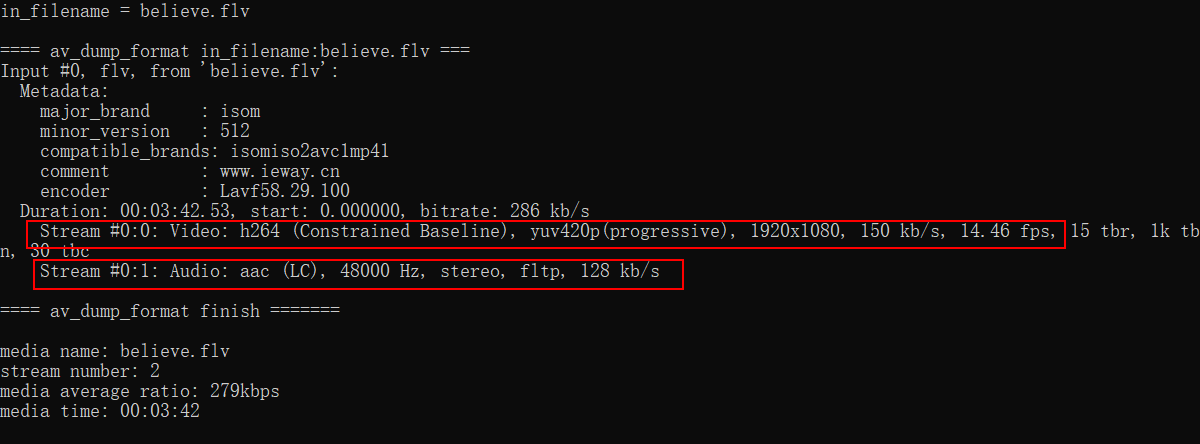 in_filename = believe.flv
==== av_dump_format in_filename:believe.flv ===
Input #0, flv, from 'believe.flv':
  Metadata:
    major_brand     : isom
    minor_version   : 512
    compatible_brands: isomiso2avc1mp41
    comment         : www.ieway.cn
    encoder         : Lavf58.29.100
  Duration: 00:03:42.53, start: 0.000000, bitrate: 286 kb/s
    Stream #0:0: Video: h264 (Constrained Baseline), yuv420p(progressive), 1920x1080, 150 kb/s, 14.46 fps, 15 tbr, 1k tb
n, 30 tbc
    Stream #0:1: Audio: aac (LC), 48000 Hz, stereo, fltp, 128 kb/s
==== av_dump_format finish =======
media name: believe.flv
stream number: 2
media average ratio: 279kbps
media time: 00:03:42